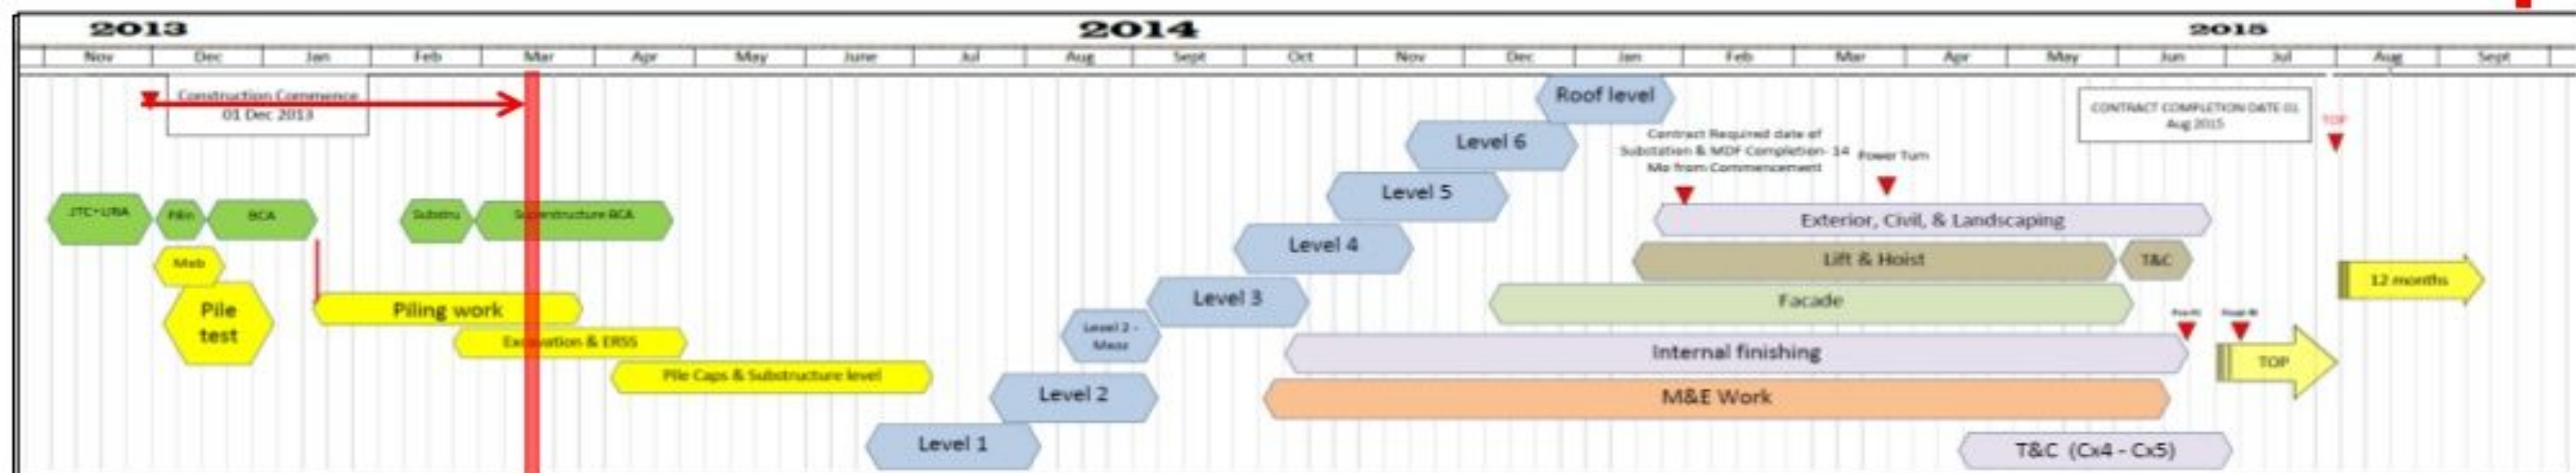 2013
2014
2015
Nov Dec Jan Feb Mar Apr May June Jul Aug Sept Oct Nov Dec Jan Feb Mar Apr May Jun Jul Aug Sept
Construction Commence
01 Dec 2013
Roof level
CONTRACT COMPLETION DATE 01
Aug 2015
TOP
Level 6
Contract Required date of
Substation & MDF Completion- 14
Mo from Commencement
Power Turn
Level 5
JTC+URA
BCA
Substru
Superstructure BCA
Exterior, Civil, & Landscaping
Level 4
Mob
Lift & Hoist
T&C
12 months
Pile
test
Piling work
Level 3
Facade
Level 2 -
Mezz
Excavation & ERSS
Internal finishing
TOP
Pile Caps & Substructure level
Level 2
M&E Work
Level 1
T&C (Cx4 - Cx5)